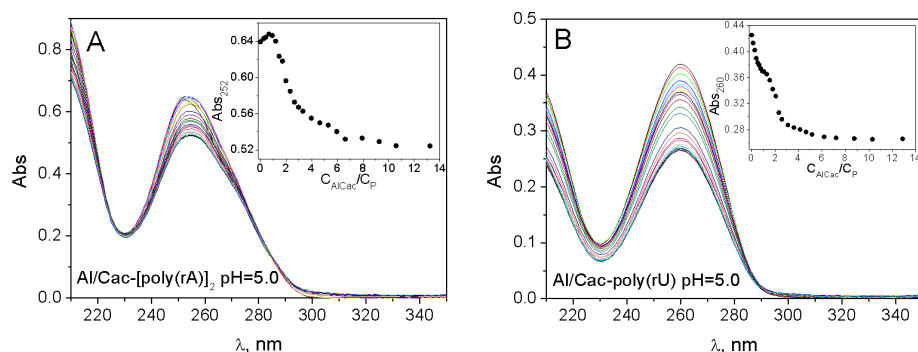 A
0.8
0.6
0.4
0.2
0.0
Abs
220 240 260 280 300 320 340
λ, nm
Al/Cac-[poly(rA)]2 pH=5.0
0.64
0.60
0.56
0.52
Abs252
0 2 4 6 8 10 12 14
CAlCac/CP
B
0.5
0.4
0.3
0.2
0.1
0.0
Abs
220 240 260 280 300 320 340
λ, nm
Al/Cac-poly(rU) pH=5.0
0.44
0.40
0.36
0.32
0.28
Abs260
0 2 4 6 8 10 12 14
CAlCac/CP